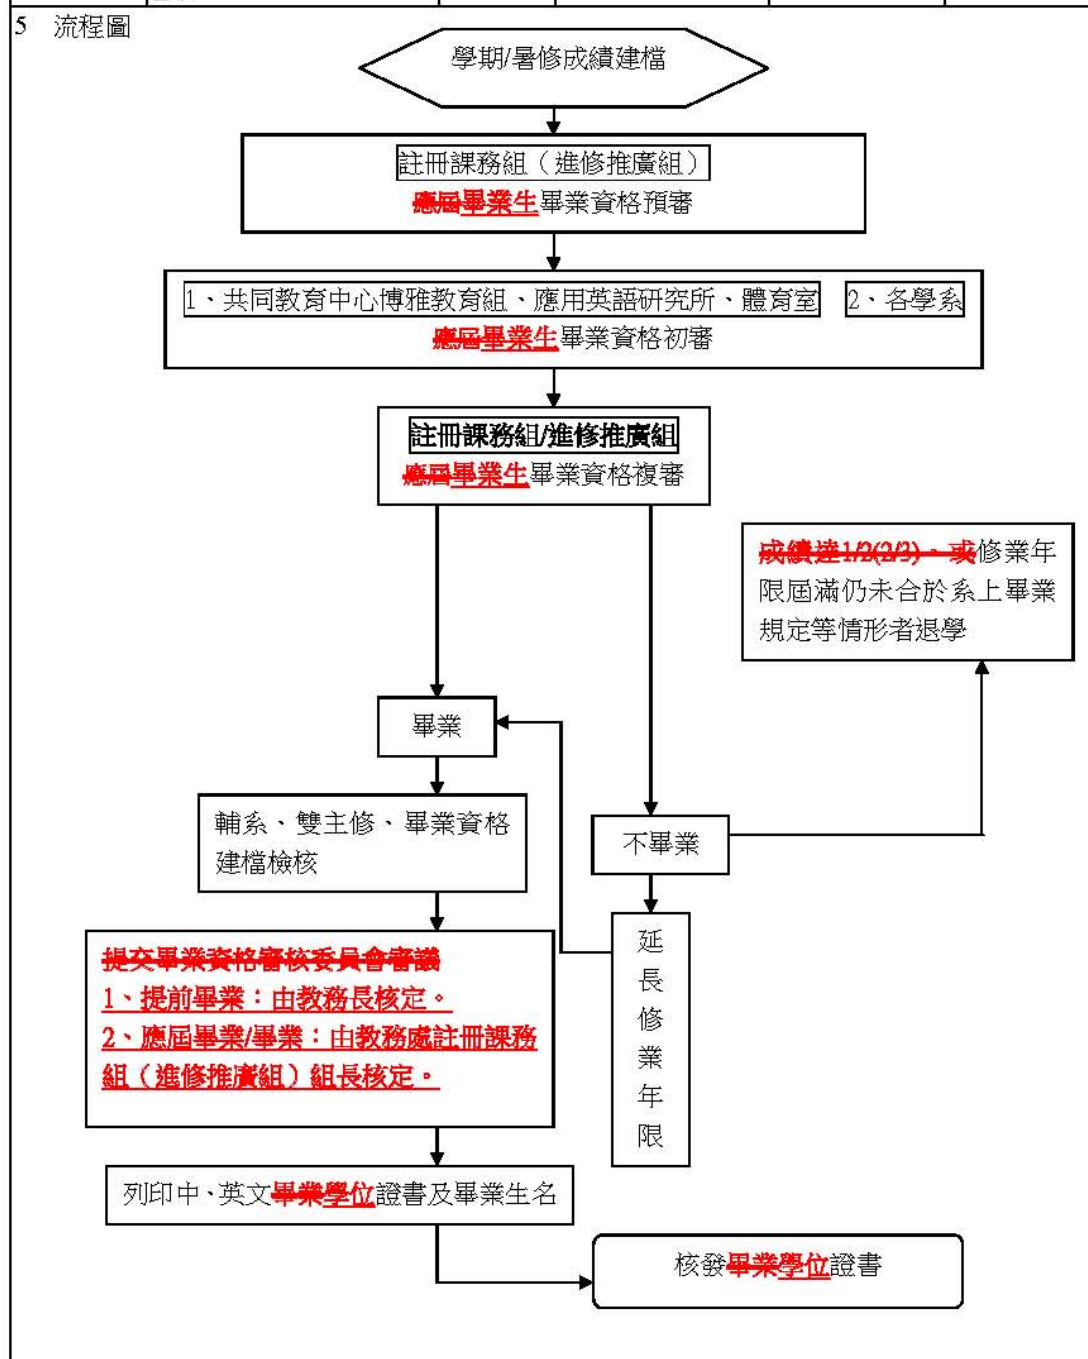 5 流程圖
學期/暑修成績建檔
註冊課務組（進修推廣組）
應屆畢業生畢業資格預審
1、共同教育中心博雅教育組、應用英語研究所、體育室 2、各學系
應屆畢業生畢業資格初審
註冊課務組/進修推廣組
應屆畢業生畢業資格複審
成績達1/2(2/3)、或修業年
限屆滿仍未合於系上畢業
規定等情形者退學
畢業
輔系、雙主修、畢業資格
建檔檢核
不畢業
延
長
修
業
年
限
提交畢業資格審核委員會審議
1、提前畢業：由教務長核定。
2、應屆畢業/畢業：由教務處註冊課務
組（進修推廣組）組長核定。
列印中、英文畢業學位證書及畢業生名
核發畢業學位證書